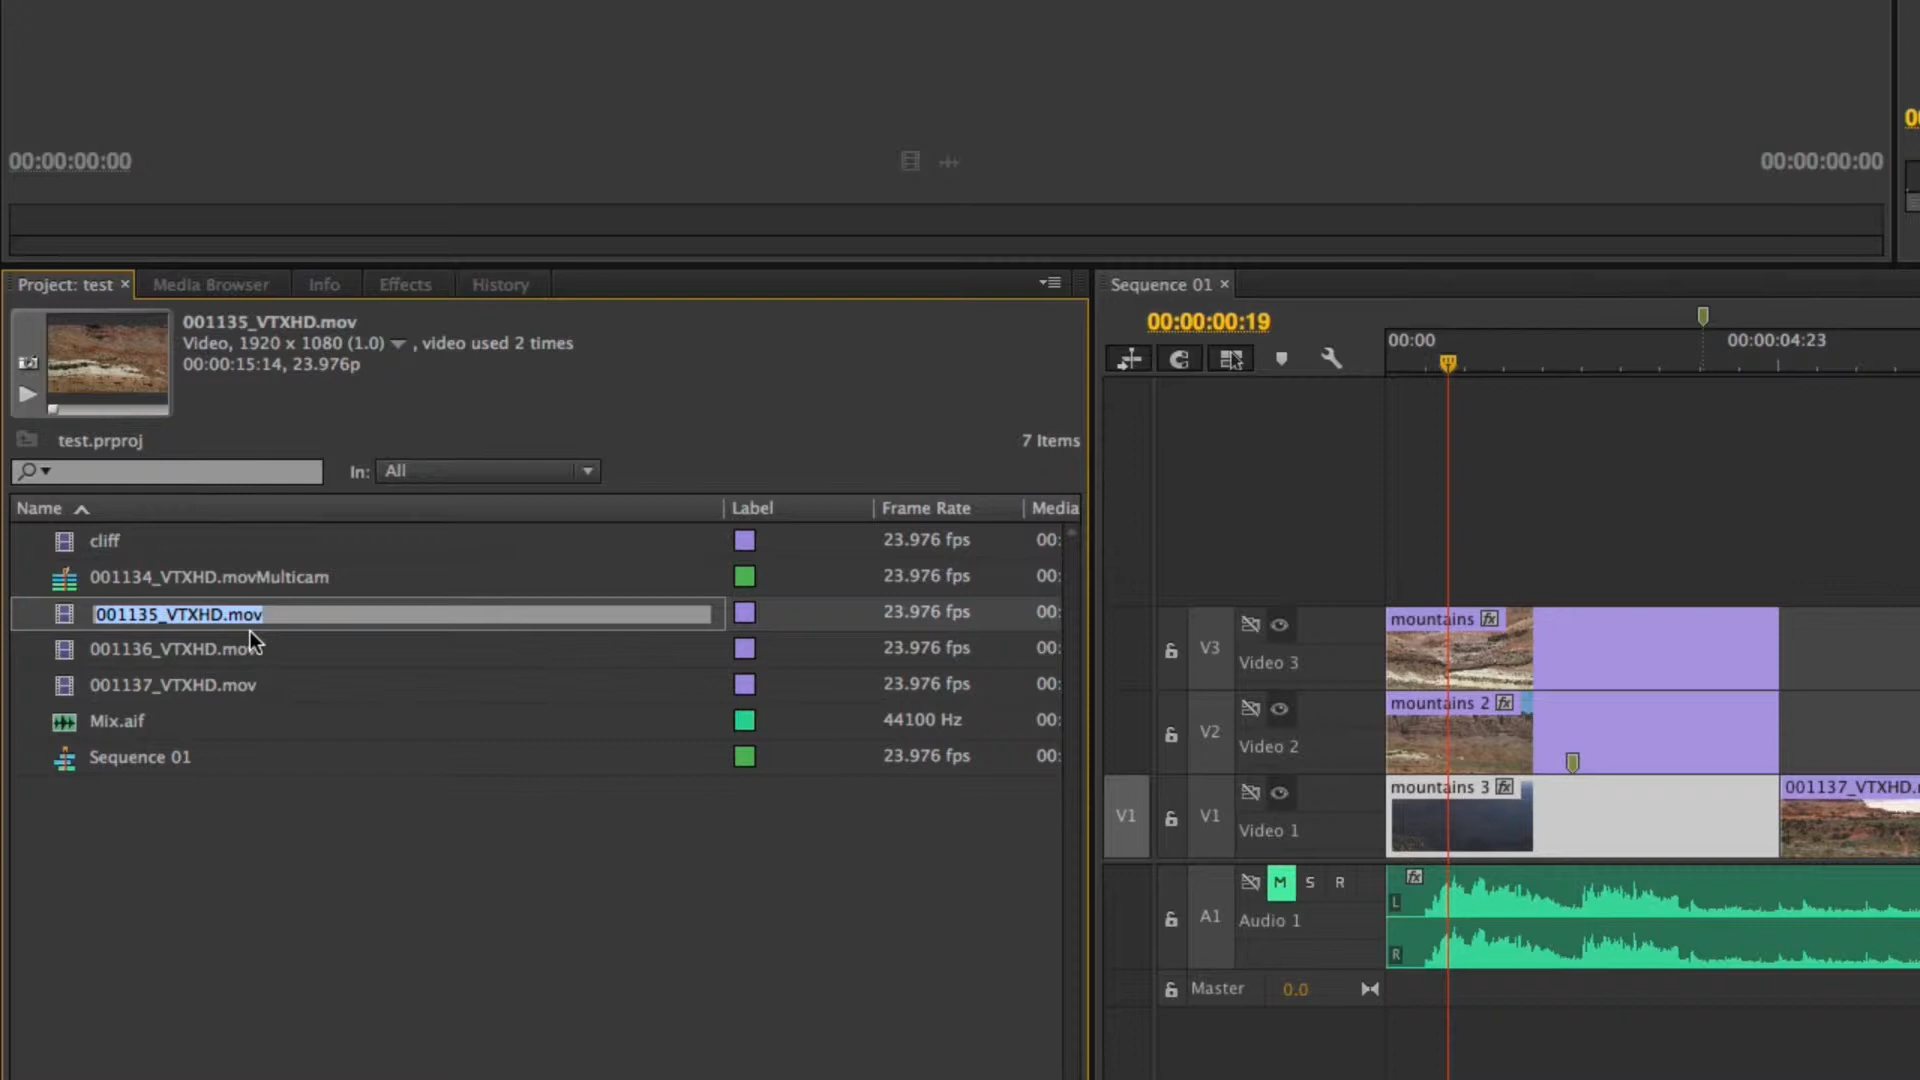 00:00:00:00
00:00:00:00
Project: test ×
Media Browser
Info
Effects
History
001135_VTXHD.mov
Video, 1920 x 1080 (1.0) , video used 2 times
00:00:15:14, 23.976p
test.prproj
7 Items
In: All
Name
Label
Frame Rate
Media
cliff
23.976 fps
00:
001134_VTXHD.movMulticam
23.976 fps
00:
001135_VTXHD.mov
23.976 fps
00:
001136_VTXHD.mov
23.976 fps
00:
001137_VTXHD.mov
23.976 fps
00:
Mix.aif
44100 Hz
00:
Sequence 01
23.976 fps
00:
Sequence 01 ×
00:00:00:19
00:00
00:00:04:23
V3
Video 3
mountains fx
V2
Video 2
mountains 2 fx
V1
V1
Video 1
mountains 3 fx
001137_VTXHD.
A1
M S R
Audio 1
fx
L
R
Master
0.0